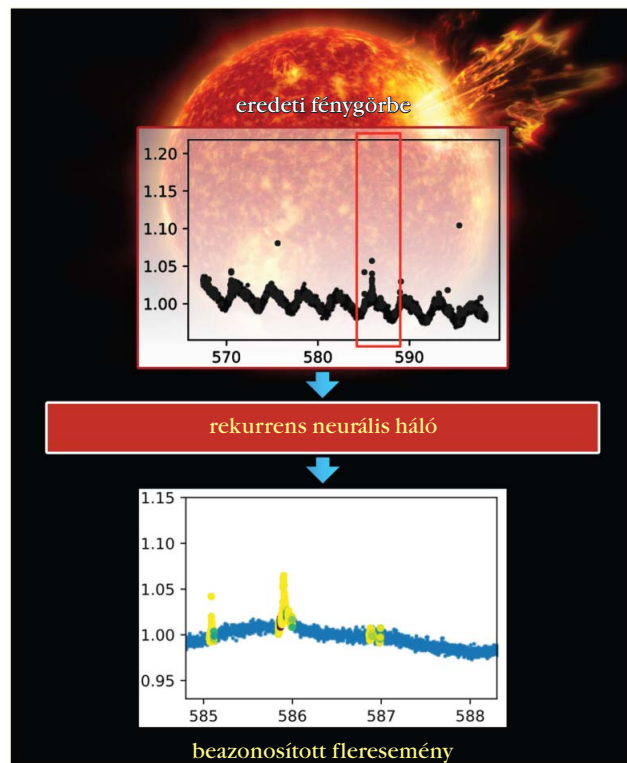 eredeti fénygörbe
1.20
1.15
1.10
1.05
1.00
570 580 590
rekurrens neurális háló
1.15
1.10
1.05
1.00
0.95
585 586 587 588
beazonosított fleresemény